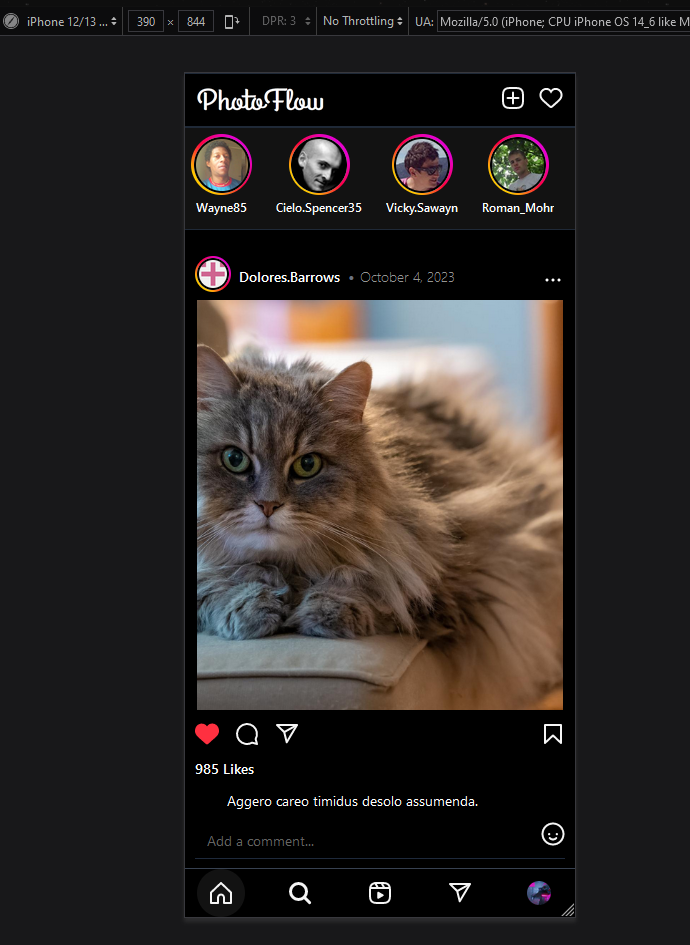 iPhone 12/13 ... 390 × 844 DPR: 3 No Throttling UA: Mozilla/5.0 (iPhone; CPU iPhone OS 14_6 like M
PhotoFlow
Wayne85 Cielo.Spencer35 Vicky.Sawayn Roman_Mohr
Dolores.Barrows • October 4, 2023 ...
985 Likes
Aggero careo timidus desolo assumenda.
Add a comment...